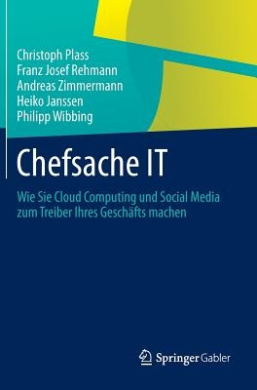 Christoph Plass
Franz Josef Rehmann
Andreas Zimmermann
Heiko Janssen
Philipp Wibbing
Chefsache IT
Wie Sie Cloud Computing und Social Media
zum Treiber Ihres Geschäfts machen
Springer Gabler